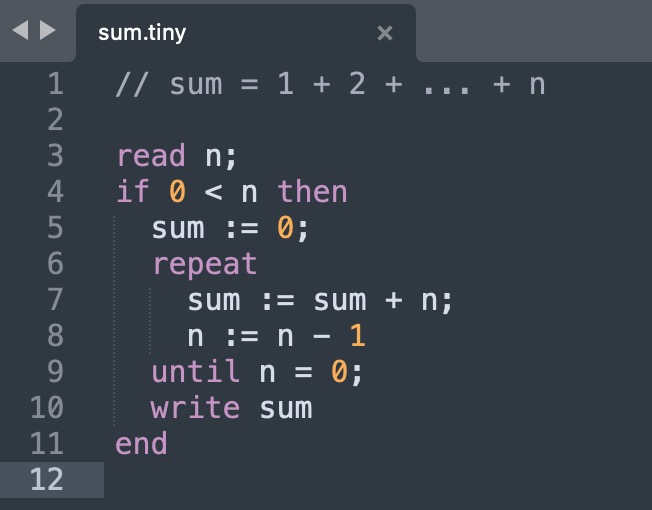 sum.tiny
1 // sum = 1 + 2 + ... + n
2
3 read n;
4 if 0 < n then
5 sum := 0;
6 repeat
7 sum := sum + n;
8 n := n - 1
9 until n = 0;
10 write sum
11 end
12